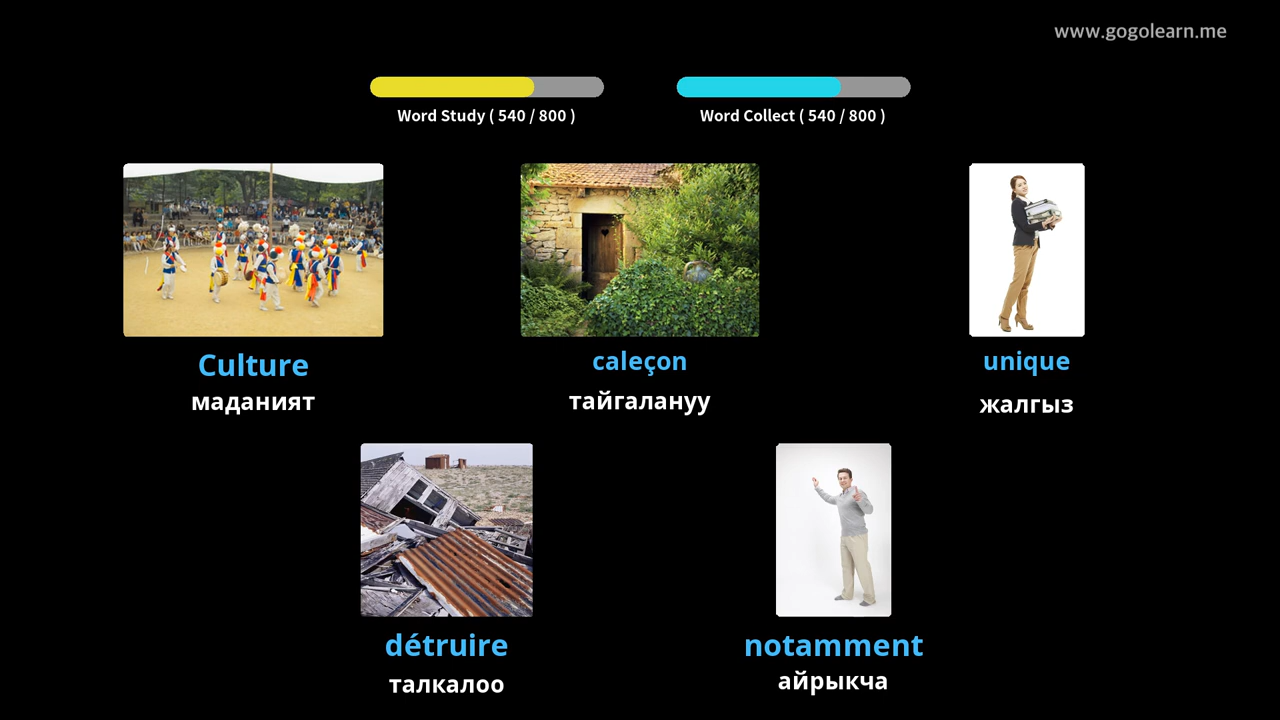 www.gogolearn.me
Word Study ( 540 / 800 )
Word Collect ( 540 / 800 )
Culture
маданият
caleçon
тайгалануу
unique
жалгыз
détruire
талкалоо
notamment
айрыкча